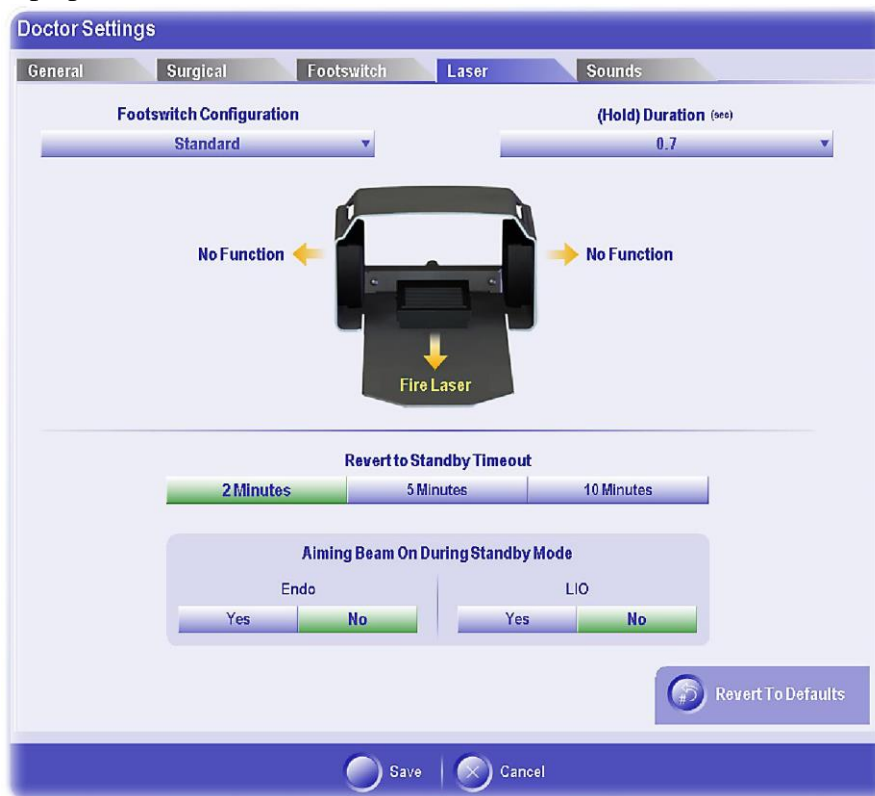 Doctor Settings
General Surgical Footswitch Laser Sounds
Footswitch Configuration
Standard
(Hold) Duration (sec)
0.7
No Function
No Function
Fire Laser
Revert to Standby Timeout
2 Minutes 5 Minutes 10 Minutes
Aiming Beam On During Standby Mode
Endo
Yes No
LIO
Yes No
Revert To Defaults
Save Cancel